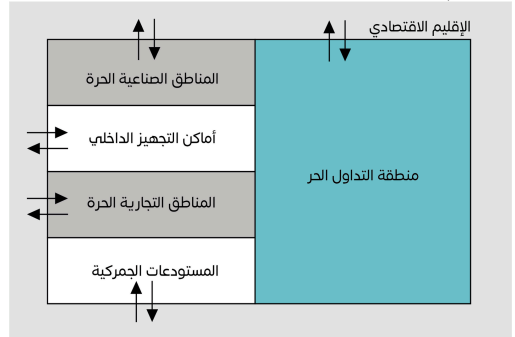 الإقليم الاقتصادي
المناطق الصناعية الحرة
أماكن التجهيز الداخلي
منطقة التداول الحر
المناطق التجارية الحرة
المستودعات الجمركية